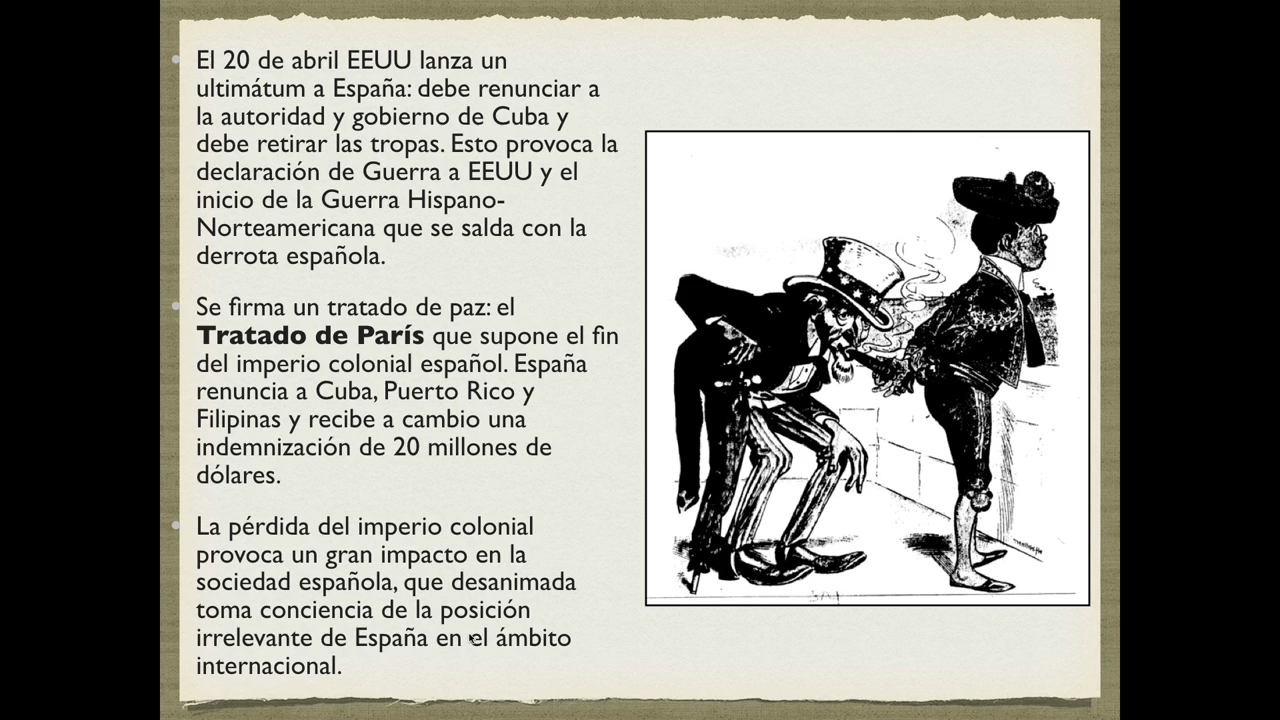 El 20 de abril EEUU lanza un
ultimátum a España: debe renunciar a
la autoridad y gobierno de Cuba y
debe retirar las tropas. Esto provoca la
declaración de Guerra a EEUU y el
inicio de la Guerra Hispano-
Norteamericana que se salda con la
derrota española.
Se firma un tratado de paz: el
Tratado de París que supone el fin
del imperio colonial español. España
renuncia a Cuba, Puerto Rico y
Filipinas y recibe a cambio una
indemnización de 20 millones de
dólares.
La pérdida del imperio colonial
provoca un gran impacto en la
sociedad española, que desanimada
toma conciencia de la posición
irrelevante de España en el ámbito
internacional.